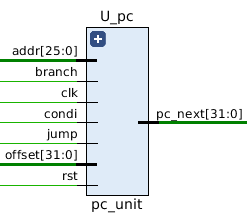 U_pc
addr[25:0]
branch
clk
condi
pc_next[31:0]
jump
offset[31:0]
rst
pc_unit